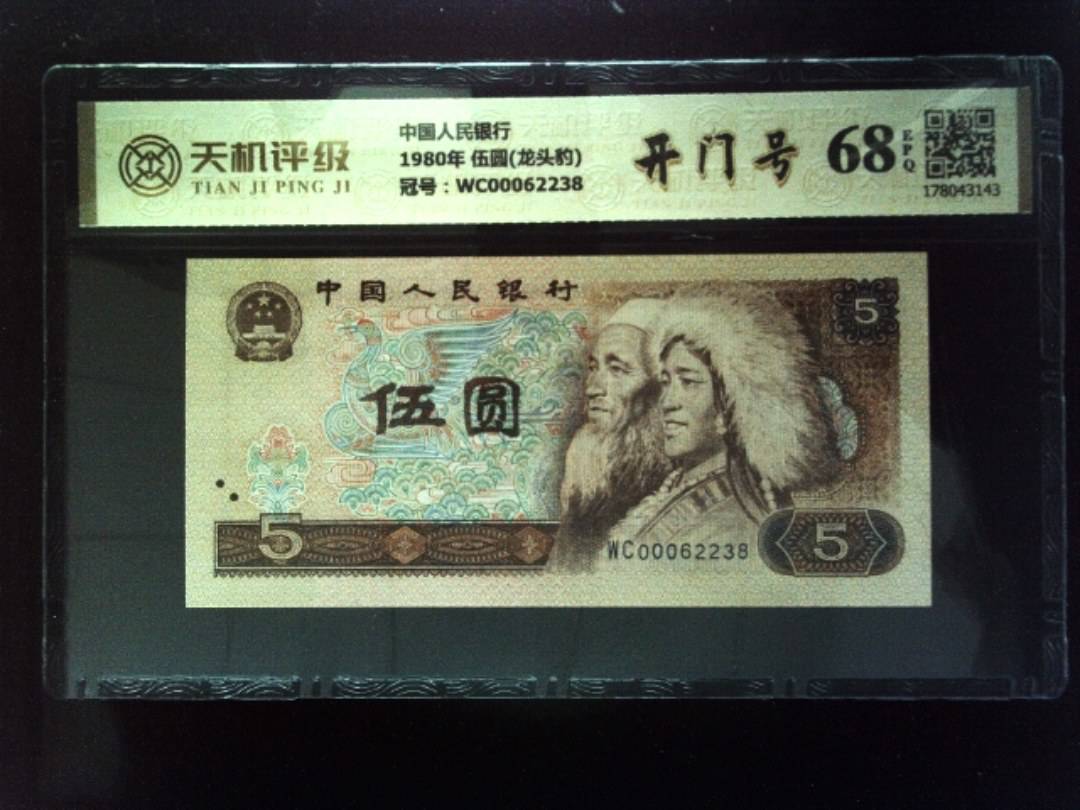 天机评级
TIAN JI PING JI
中国人民银行
1980年 伍圆(龙头豹)
冠号：WC00062238
开门号
68
EPQ
178043143
中国人民银行
5
伍圆
5
WC00062238
5